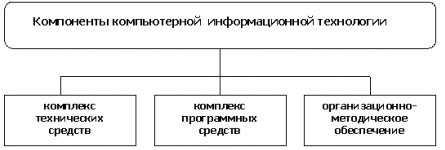 Компоненты компьютерной информационной технологии
комплекс
технических
средств
комплекс
программных
средств
организационно-
методическое
обеспечение